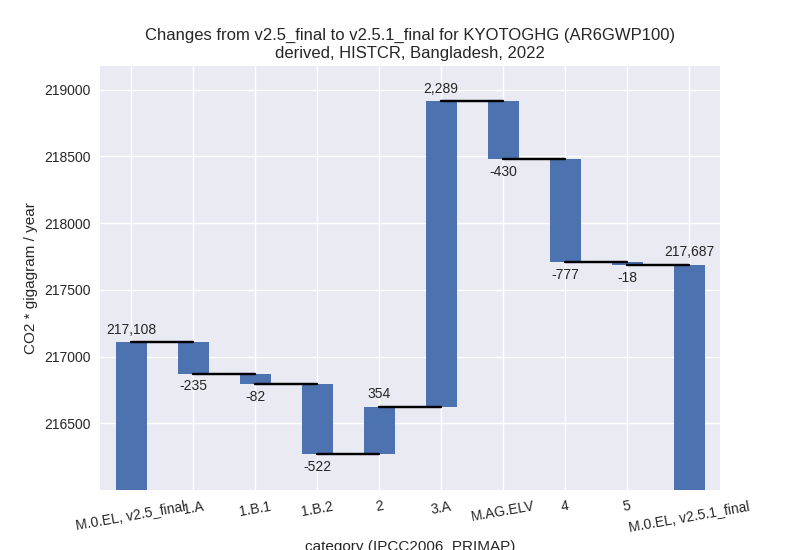 Changes from v2.5_final to v2.5.1_final for KYOTOGHG (AR6GWP100)
derived, HISTCR, Bangladesh, 2022
CO2 * gigagram / year
219000
218500
218000
217500
217000
216500
217,108
-235
-82
-522
354
2,289
-430
-777
-18
217,687
M.0.EL, v2.5_final
1.A
1.B.1
1.B.2
2
3.A
M.AG.ELV
4
5
M.0.EL, v2.5.1_final
category (IPCC2006_PRIMAP)